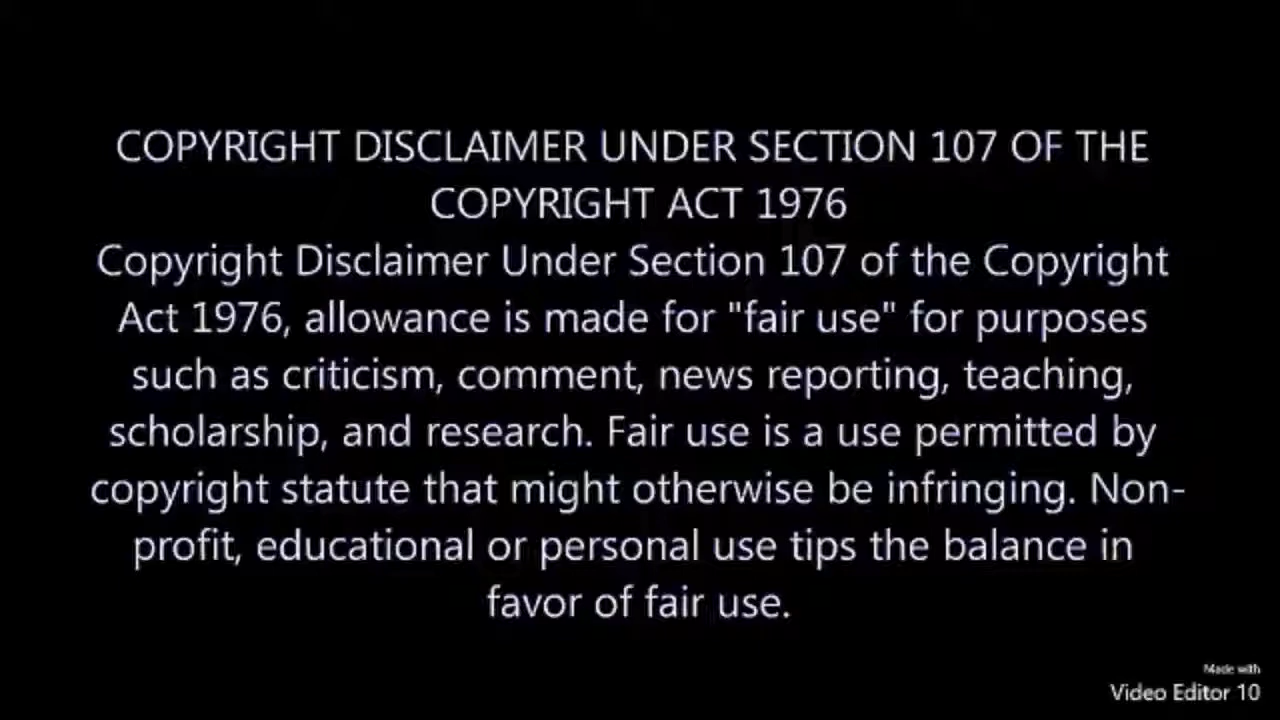 COPYRIGHT DISCLAIMER UNDER SECTION 107 OF THE
COPYRIGHT ACT 1976
Copyright Disclaimer Under Section 107 of the Copyright
Act 1976, allowance is made for "fair use" for purposes
such as criticism, comment, news reporting, teaching,
scholarship, and research. Fair use is a use permitted by
copyright statute that might otherwise be infringing. Non-
profit, educational or personal use tips the balance in
favor of fair use.
Made with
Video Editor 10